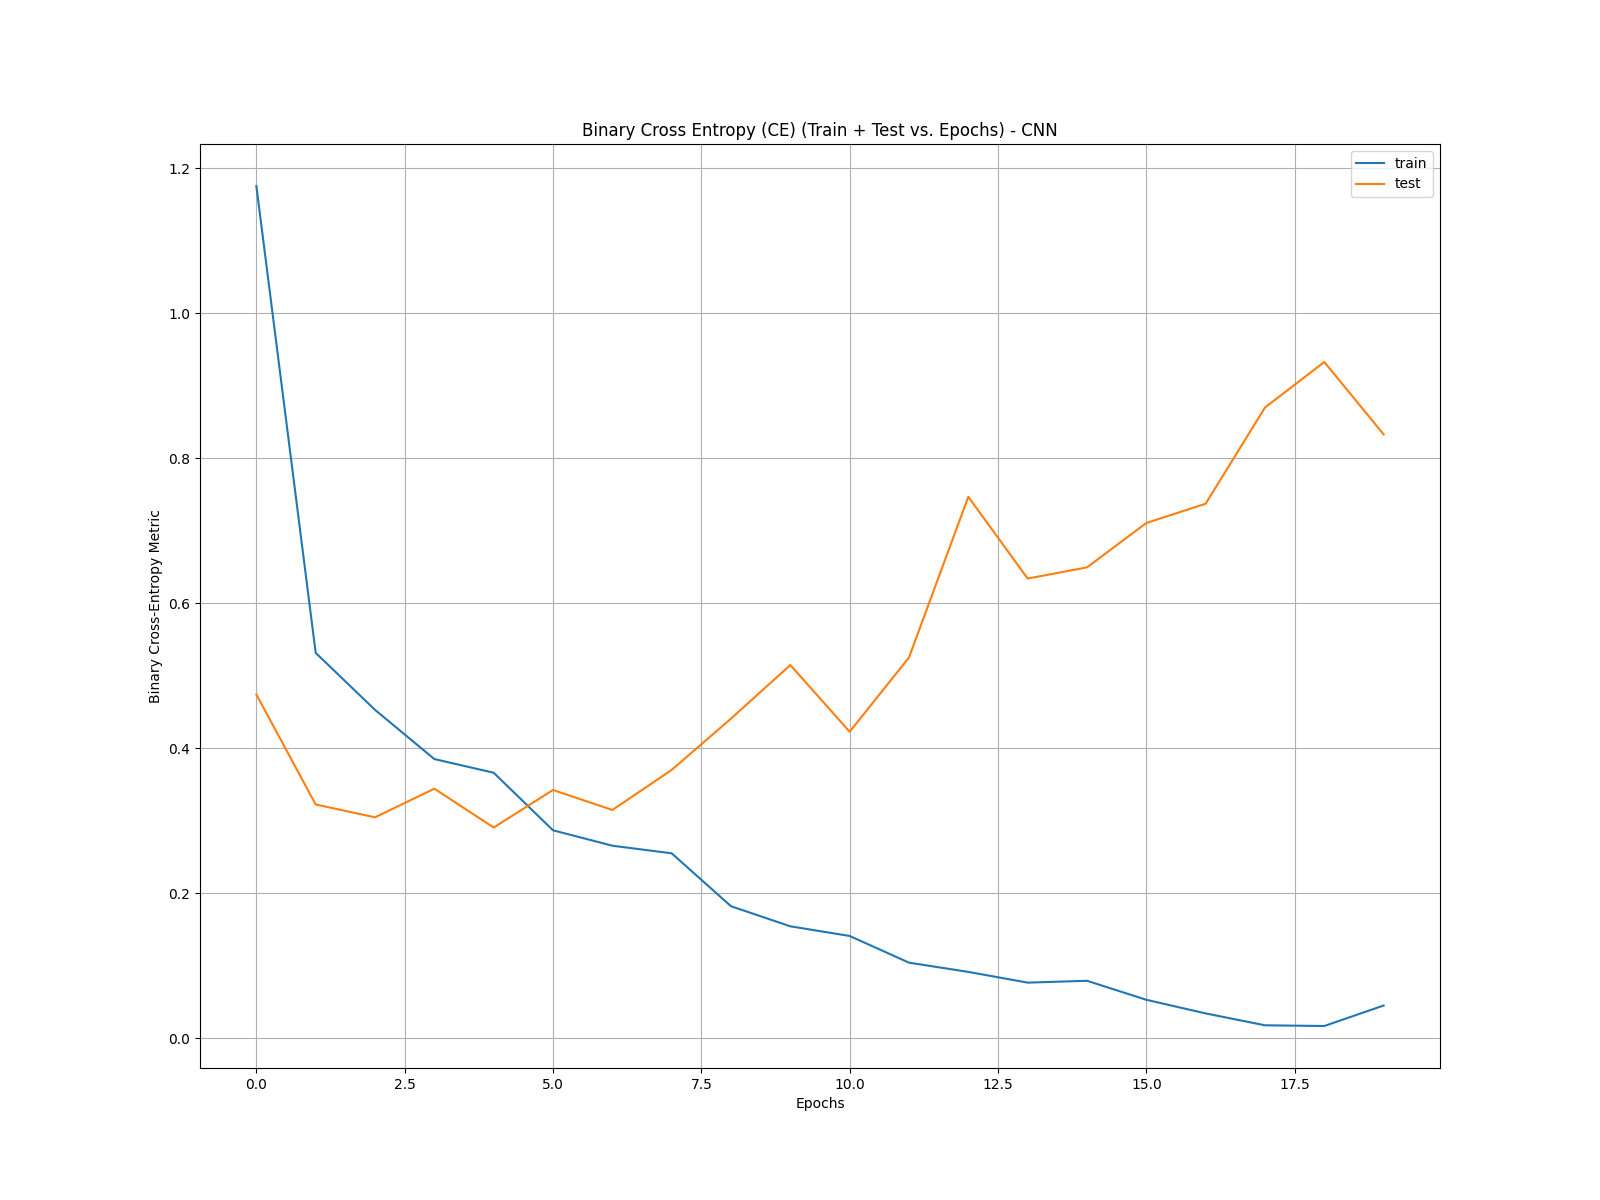 Binary Cross Entropy (CE) (Train + Test vs. Epochs) - CNN
train
test
1.2
1.0
0.8
0.6
0.4
0.2
0.0
Binary Cross-Entropy Metric
0.0 2.5 5.0 7.5 10.0 12.5 15.0 17.5
Epochs